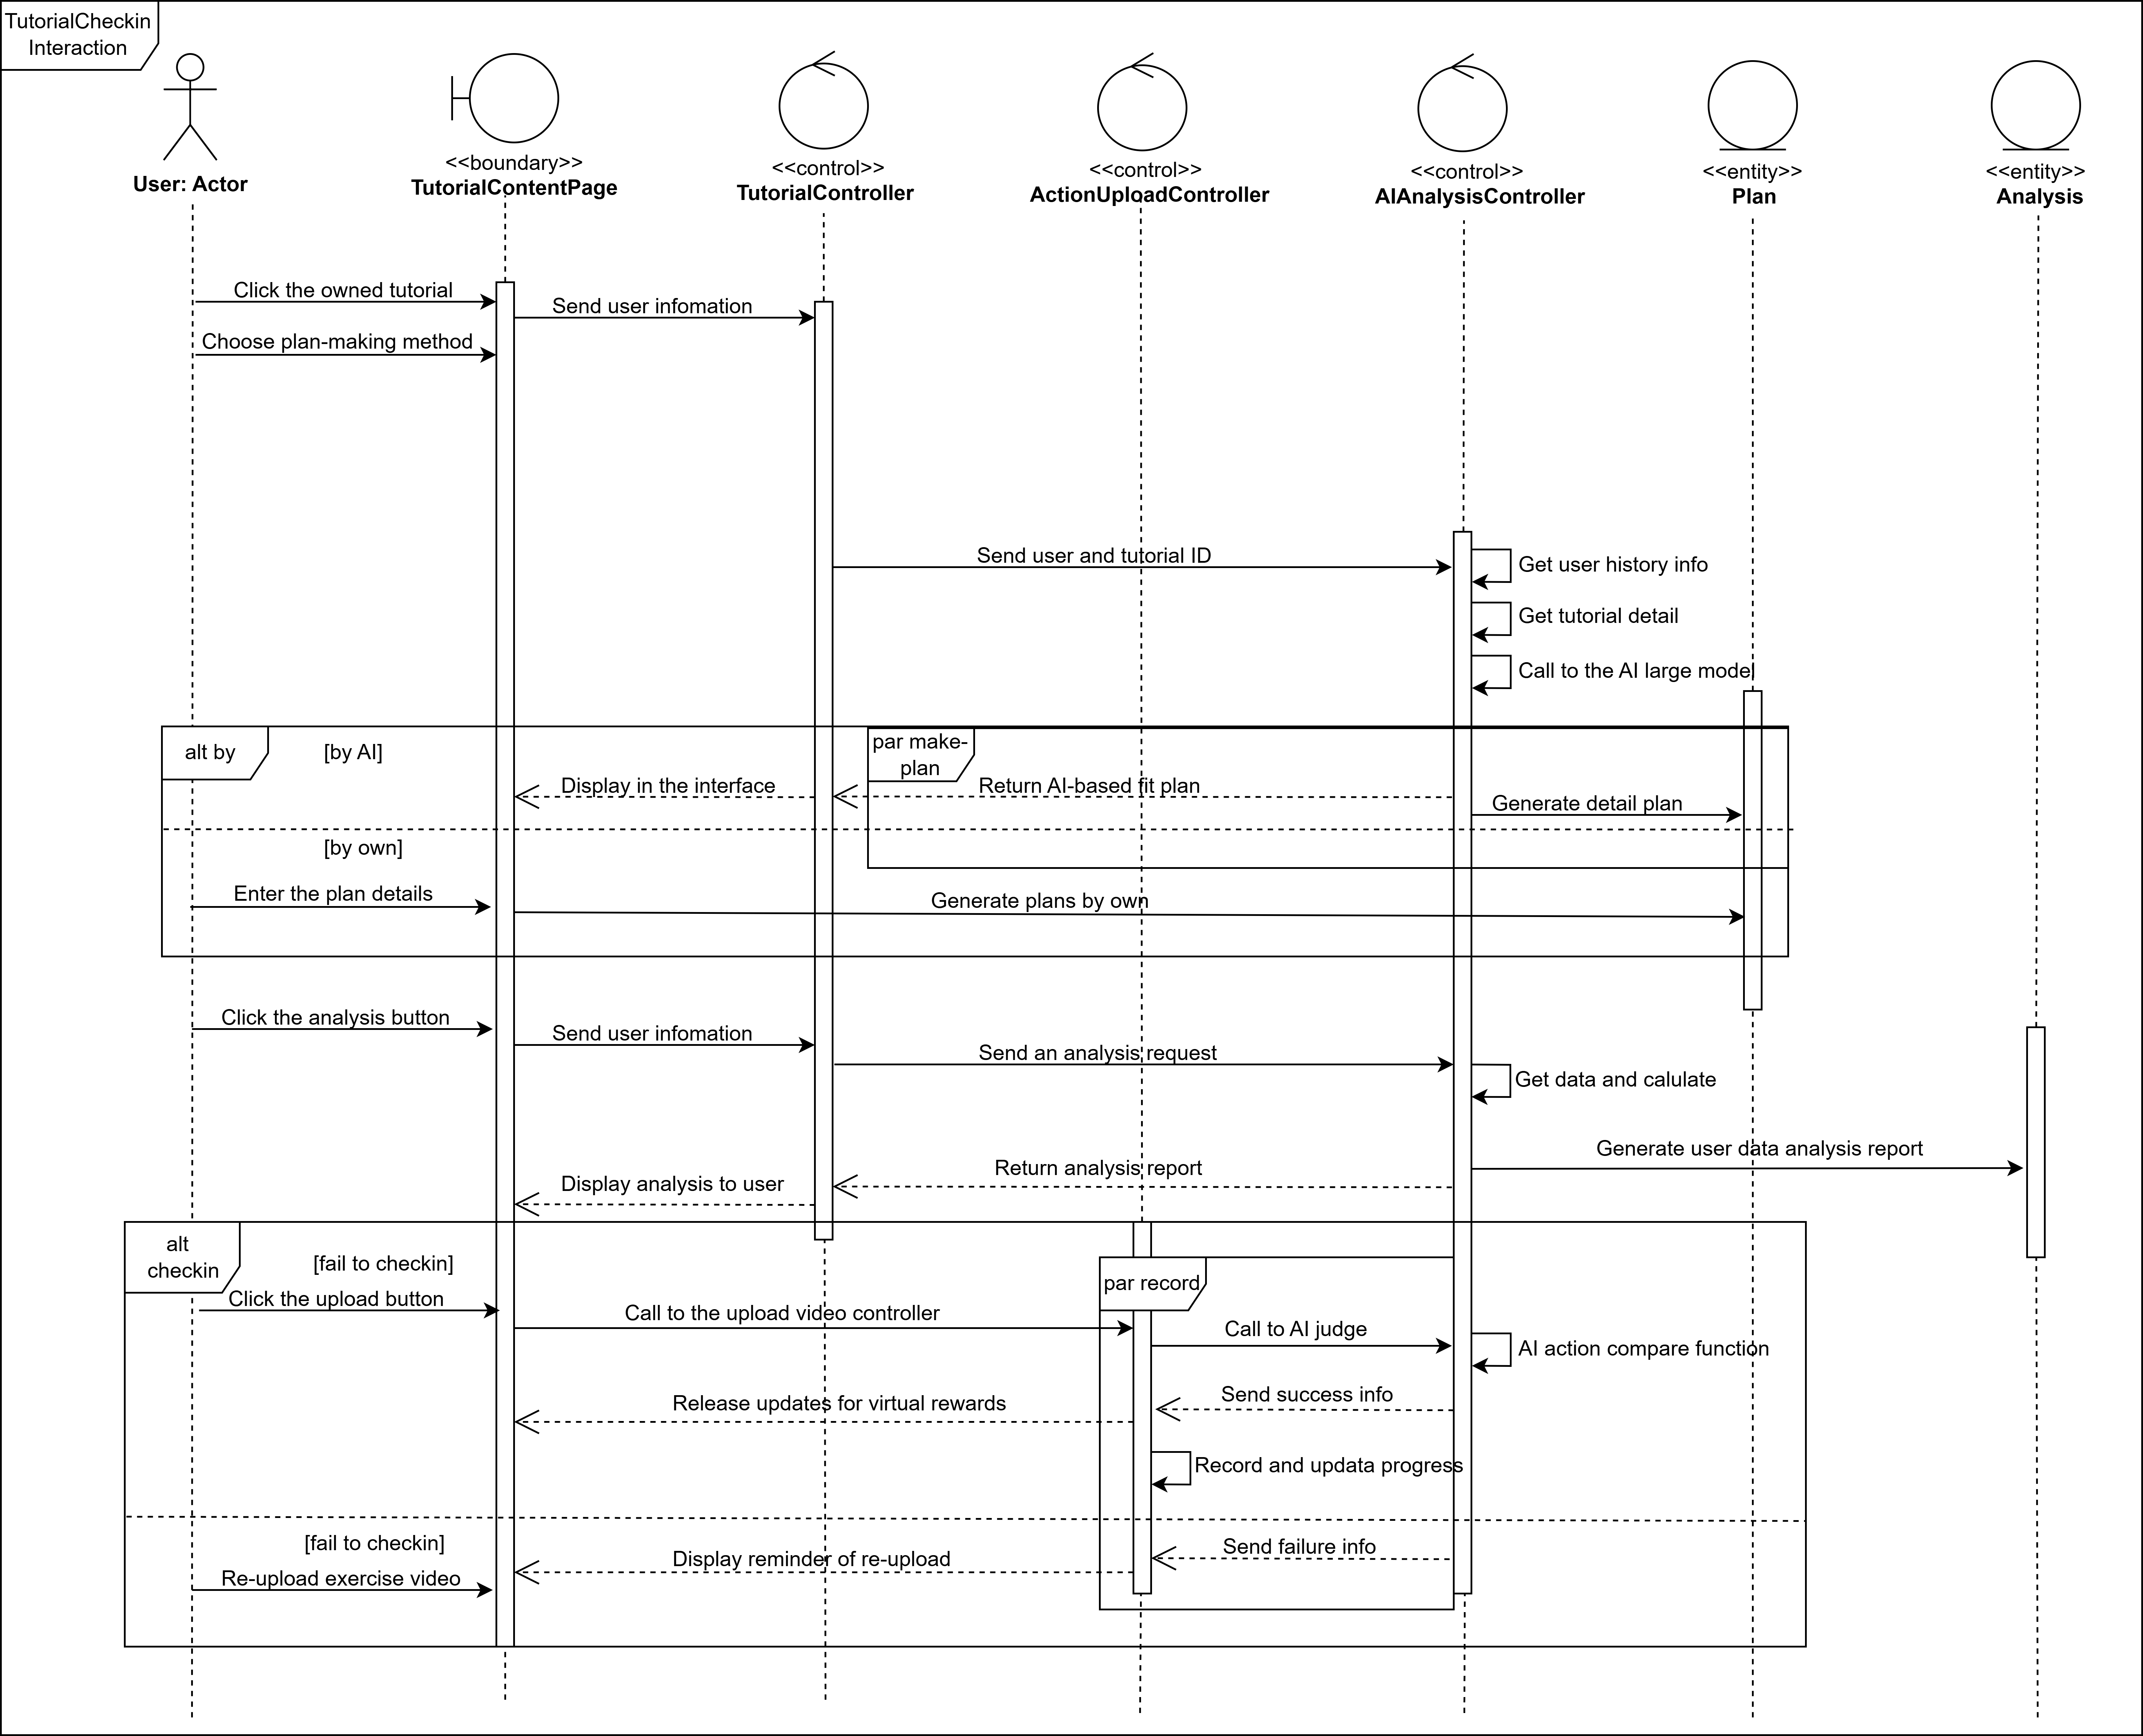 TutorialCheckin
Interaction
User: Actor
<<boundary>>
TutorialContentPage
<<control>>
TutorialController
<<control>>
ActionUploadController
<<control>>
AIAnalysisController
<<entity>>
Plan
<<entity>>
Analysis
Click the owned tutorial
Send user infomation
Choose plan-making method
Send user and tutorial ID
Get user history info
Get tutorial detail
Call to the AI large model
alt by
[by AI]
par make-
plan
Display in the interface
Return AI-based fit plan
Generate detail plan
[by own]
Enter the plan details
Generate plans by own
Click the analysis button
Send user infomation
Send an analysis request
Get data and calulate
Generate user data analysis report
Return analysis report
Display analysis to user
alt
checkin
[fail to checkin]
par record
Click the upload button
Call to the upload video controller
Call to AI judge
AI action compare function
Send success info
Release updates for virtual rewards
Record and updata progress
[fail to checkin]
Send failure info
Display reminder of re-upload
Re-upload exercise video